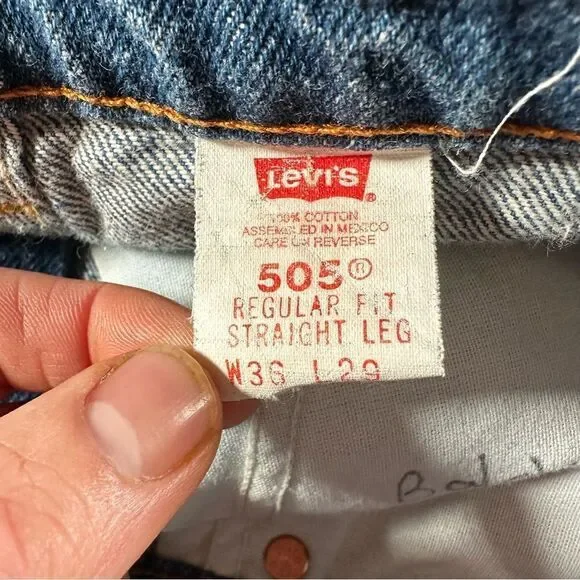 LEVI'S ®
100% COTTON
ASSEMBLED IN MEXICO
CARE ON REVERSE
505®
REGULAR FIT
STRAIGHT LEG
W36 L29